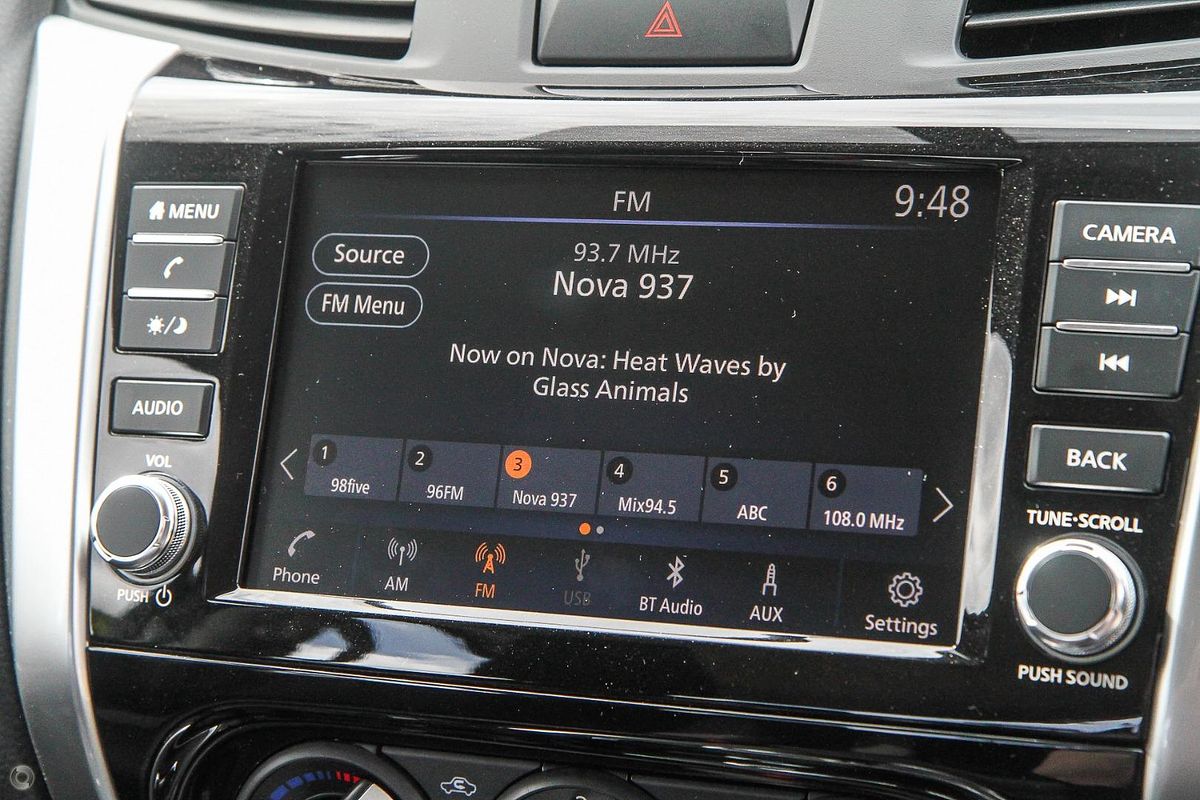 FM
9:48
MENU
CAMERA
Source
93.7 MHz
Nova 937
FM Menu
Now on Nova: Heat Waves by
Glass Animals
AUDIO
BACK
VOL
1
98five
2
96FM
3
Nova 937
4
Mix94.5
5
ABC
6
108.0 MHz
TUNE·SCROLL
PUSH
Phone
AM
FM
USB
BT Audio
AUX
Settings
PUSH SOUND